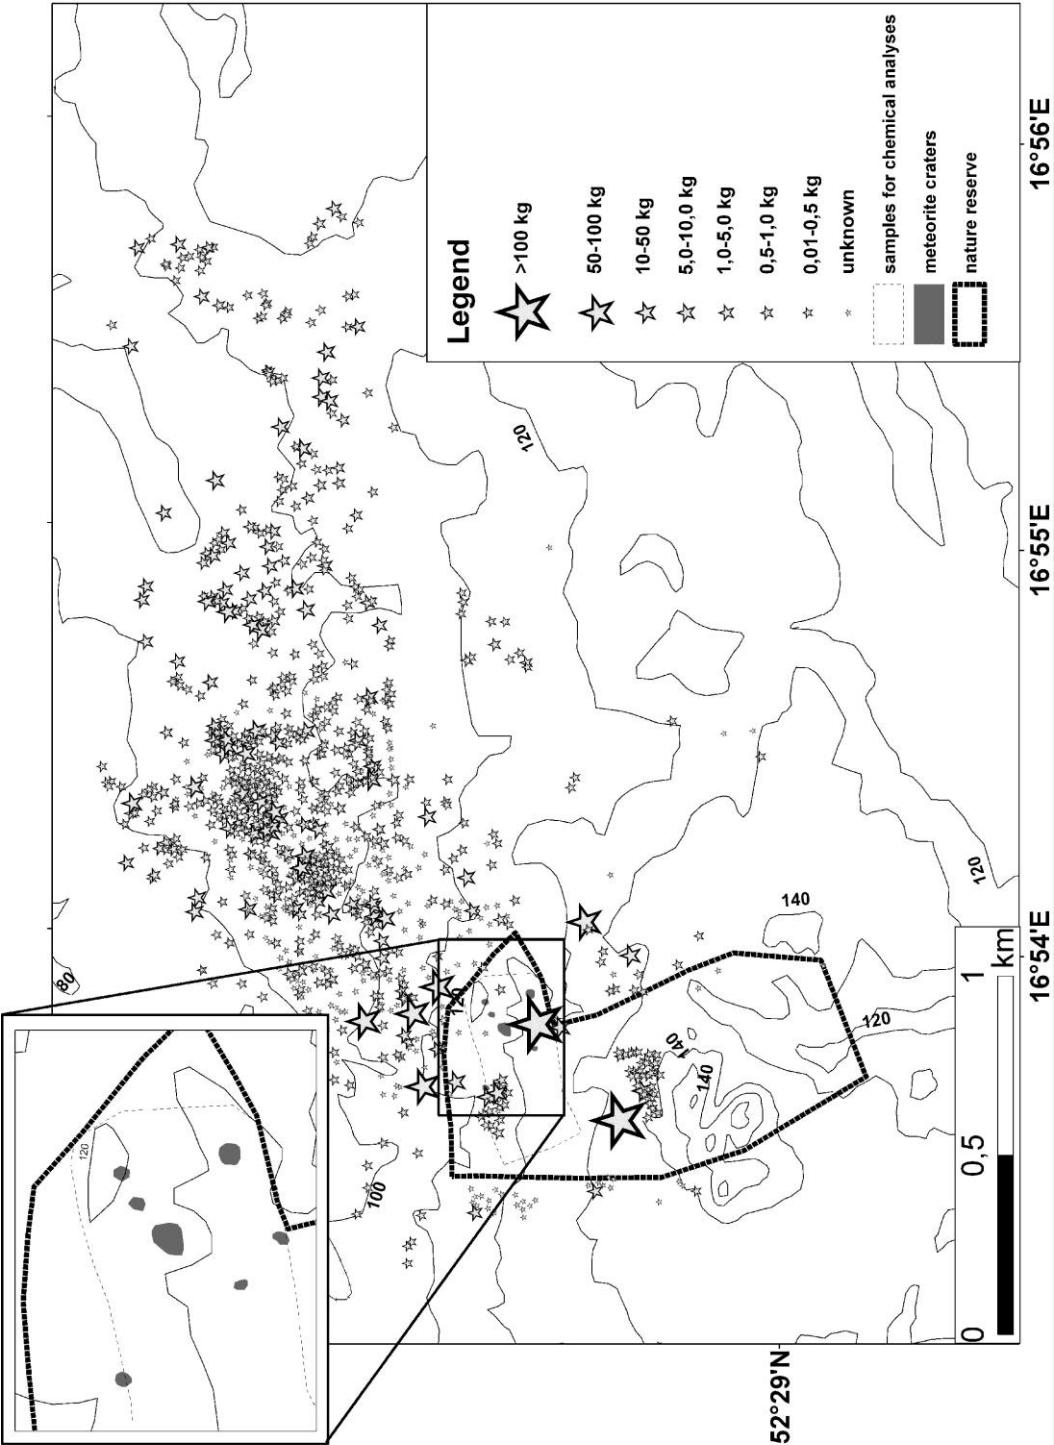 Legend
>100 kg
50-100 kg
10-50 kg
5,0-10,0 kg
1,0-5,0 kg
0,5-1,0 kg
0,01-0,5 kg
unknown
samples for chemical analyses
meteorite craters
nature reserve
80
120
100
120
120
140
140
140
120
120
0
0,5
1
km
52°29'N
16°54'E
16°55'E
16°56'E